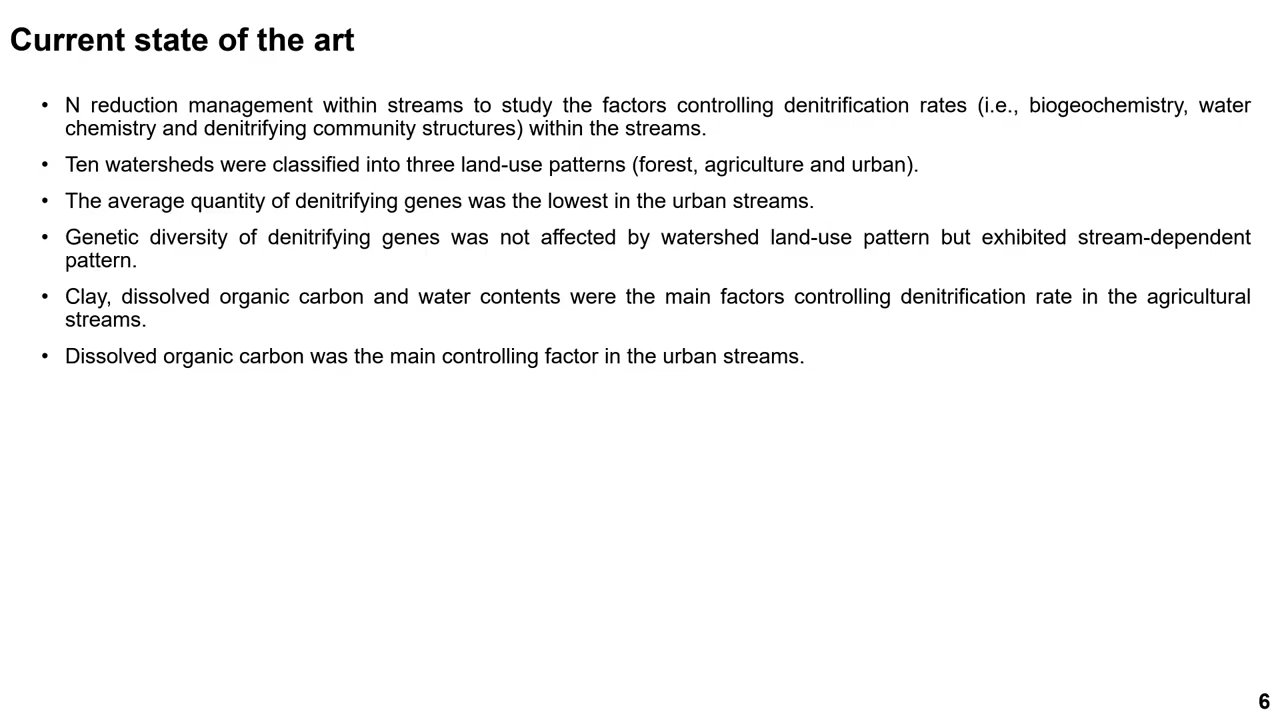 Current state of the art
• N reduction management within streams to study the factors controlling denitrification rates (i.e., biogeochemistry, water
chemistry and denitrifying community structures) within the streams.
• Ten watersheds were classified into three land-use patterns (forest, agriculture and urban).
• The average quantity of denitrifying genes was the lowest in the urban streams.
• Genetic diversity of denitrifying genes was not affected by watershed land-use pattern but exhibited stream-dependent
pattern.
• Clay, dissolved organic carbon and water contents were the main factors controlling denitrification rate in the agricultural
streams.
• Dissolved organic carbon was the main controlling factor in the urban streams.
6